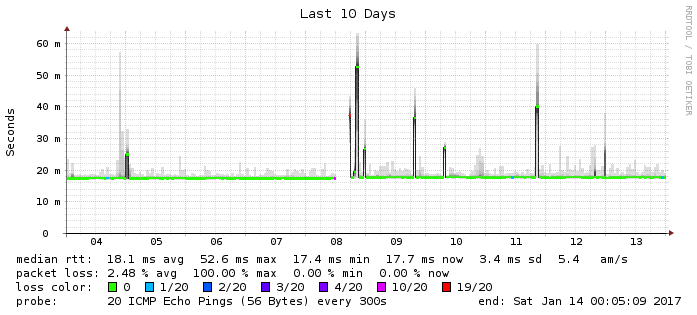 Last 10 Days
RRDTOOL / TOBI OETIKER
Seconds
60 m
50 m
40 m
30 m
20 m
10 m
0
04 05 06 07 08 09 10 11 12 13
median rtt: 18.1 ms avg 52.6 ms max 17.4 ms min 17.7 ms now 3.4 ms sd 5.4 am/s
packet loss: 2.48 % avg 100.00 % max 0.00 % min 0.00 % now
loss color: 0 1/20 2/20 3/20 4/20 10/20 19/20
probe: 20 ICMP Echo Pings (56 Bytes) every 300s end: Sat Jan 14 00:05:09 2017